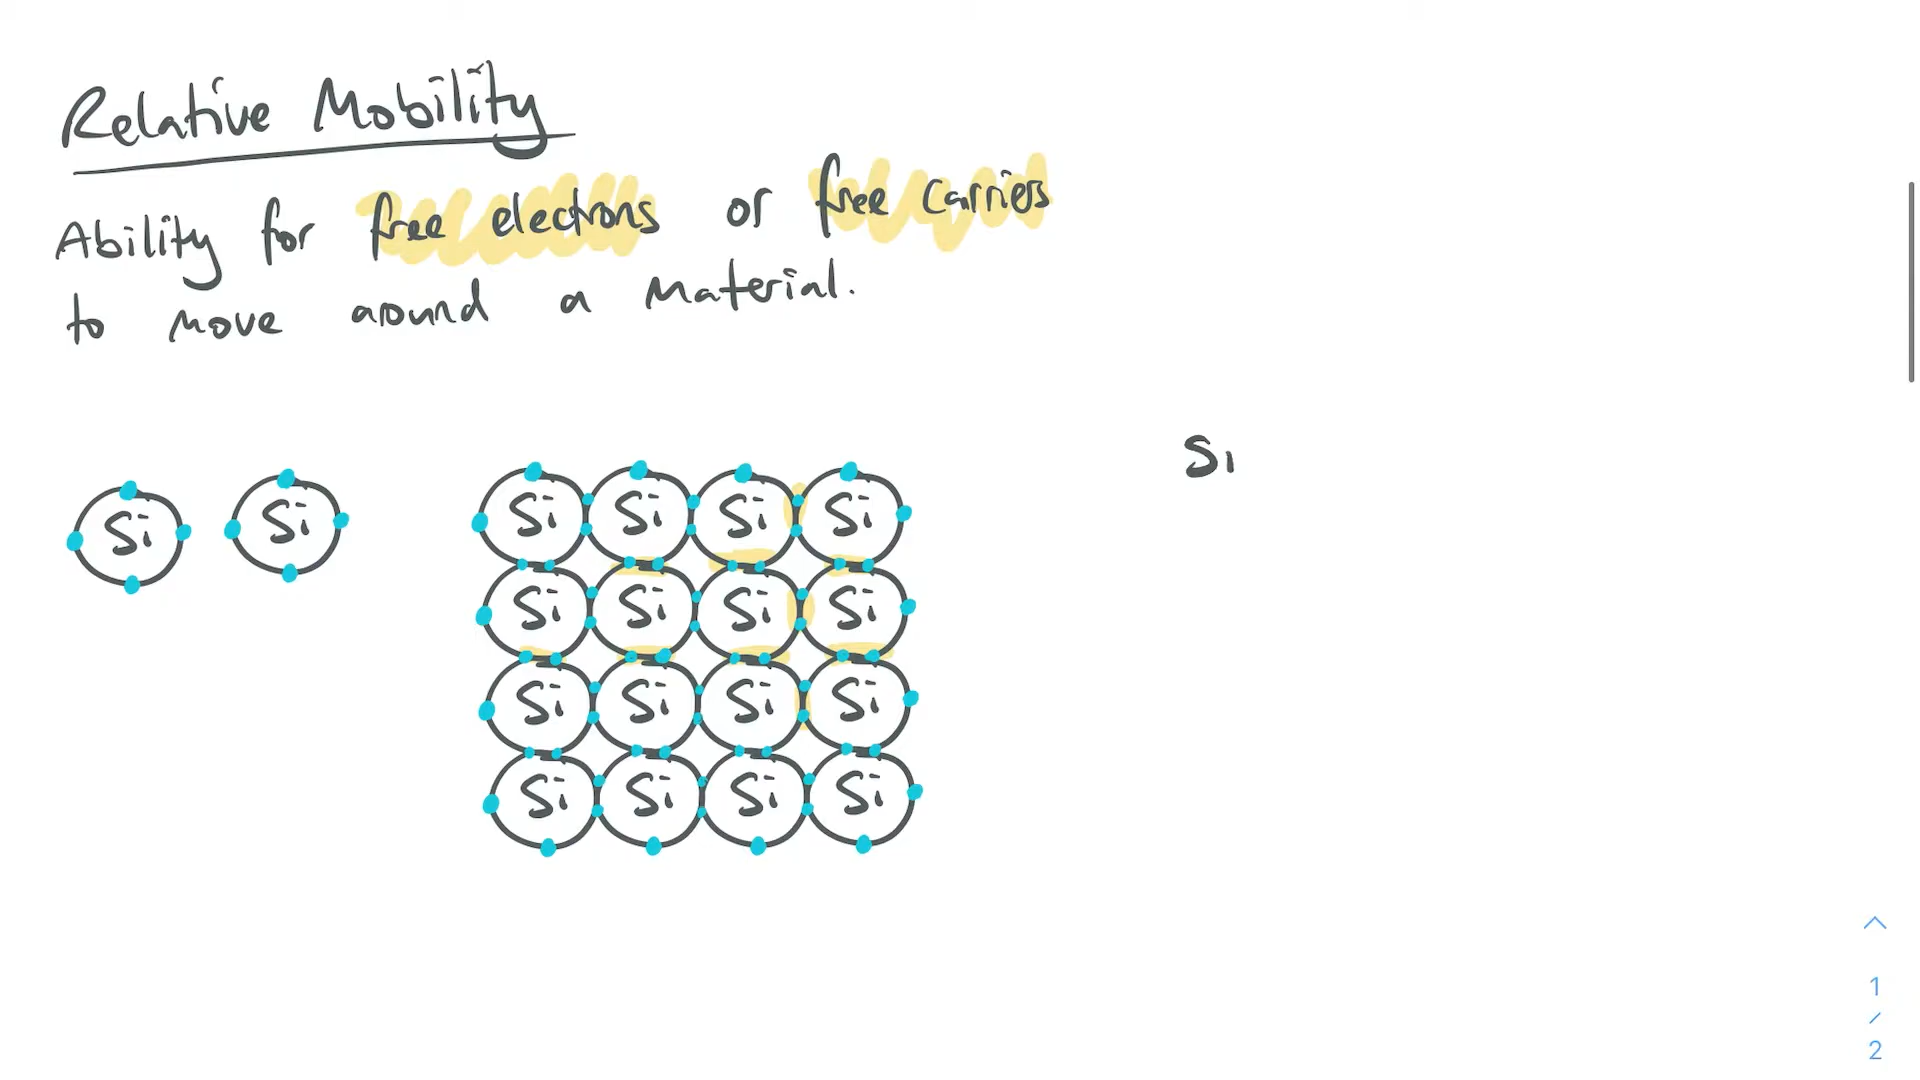 Relative Mobility
Ability for free electrons or free carriers
to move around a material.
Si Si
Si Si Si Si
Si Si Si Si
Si Si Si Si
Si Si Si Si
Si
1
/
2